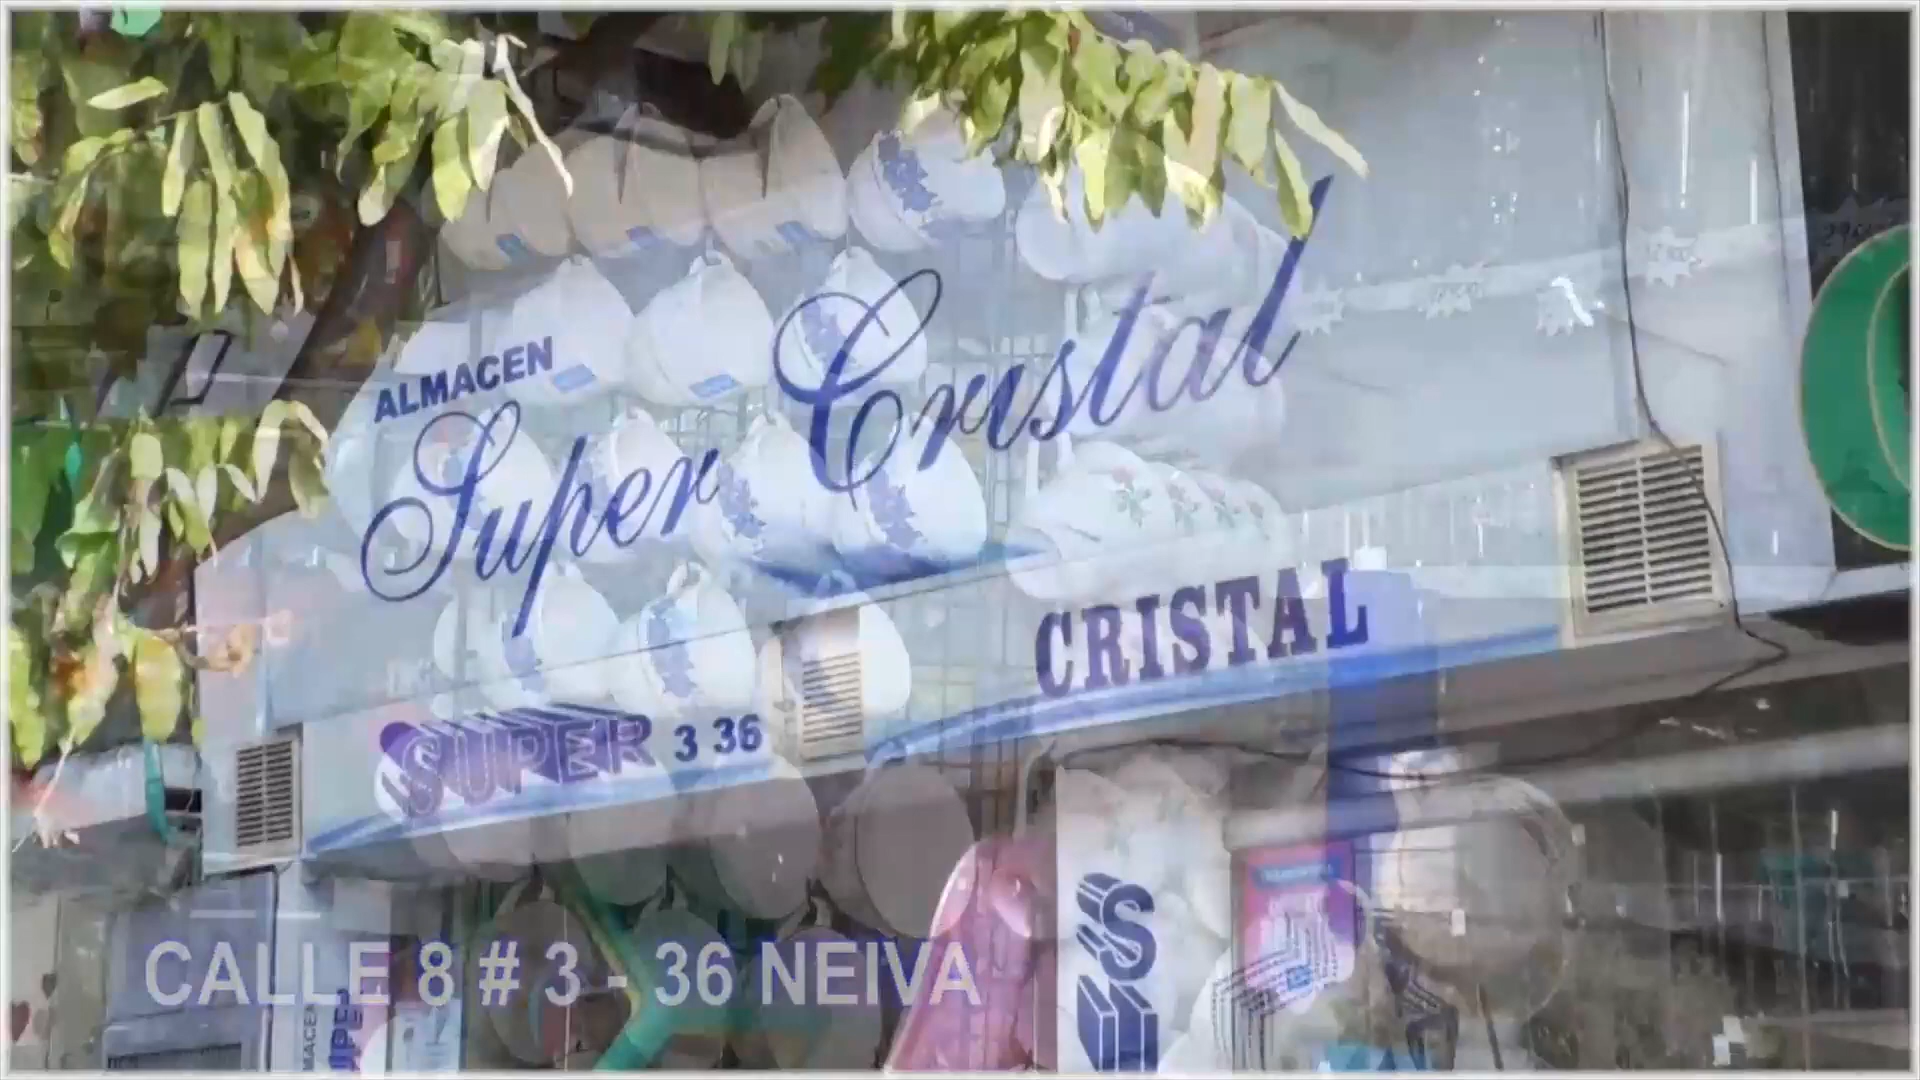 ALMACEN
Super Cristal
CRISTAL
SUPER 3 36
CALLE 8 # 3 - 36 NEIVA
S